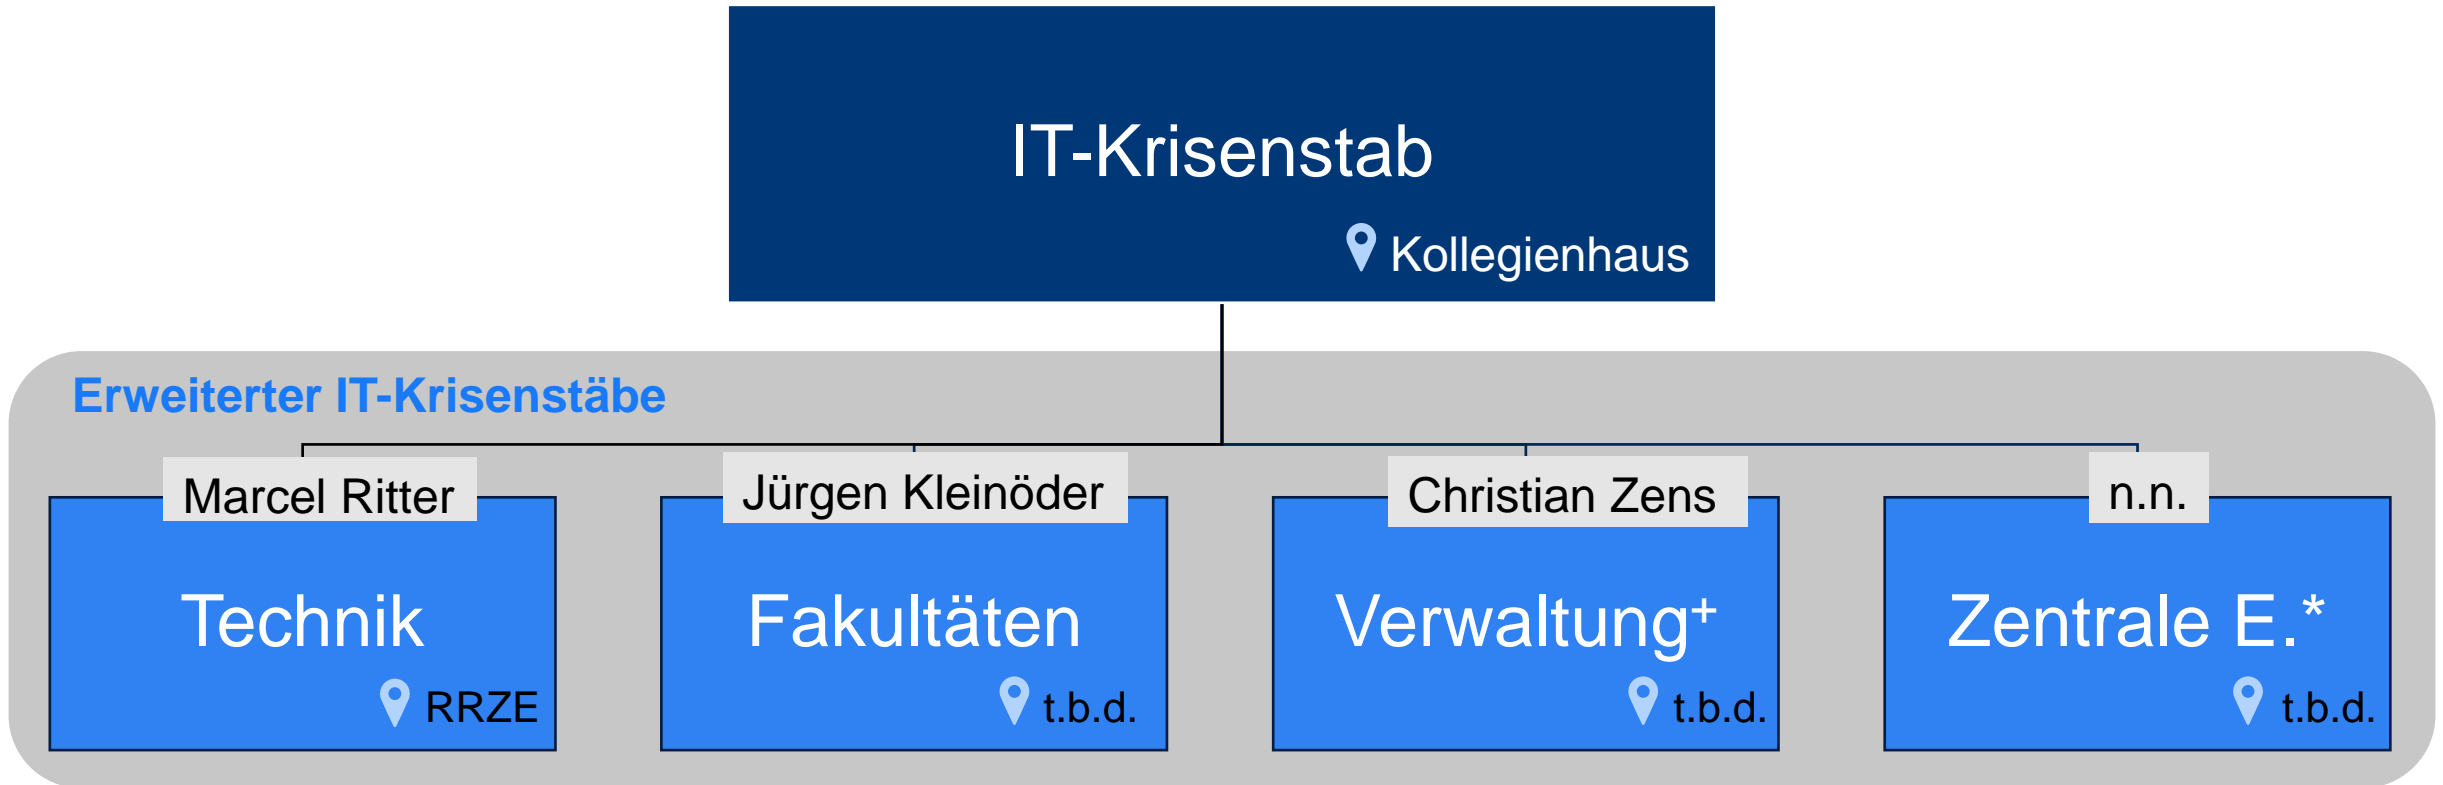 IT-Krisenstab
Kollegienhaus
Erweiterter IT-Krisenstäbe
Marcel Ritter
Jürgen Kleinöder
Christian Zens
n.n.
Technik
Fakultäten
Verwaltung⁺
Zentrale E.*
RRZE
t.b.d.
t.b.d.
t.b.d.